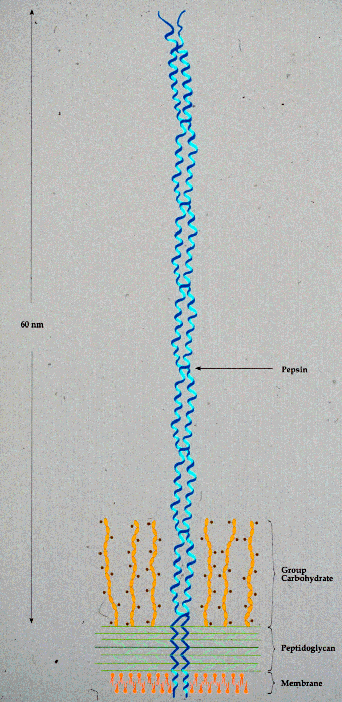 60 nm
Pepsin
Group
Carbohydrate
Peptidoglycan
Membrane